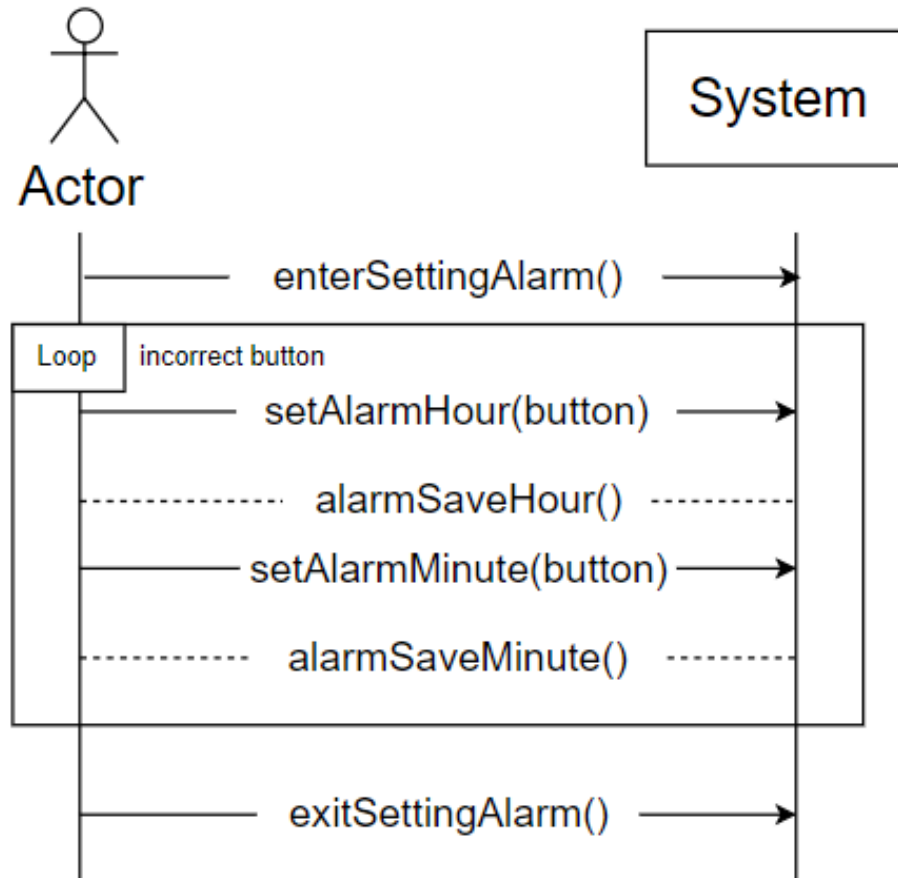 System
Actor
enterSettingAlarm()
Loop
incorrect button
setAlarmHour(button)
alarmSaveHour()
setAlarmMinute(button)
alarmSaveMinute()
exitSettingAlarm()